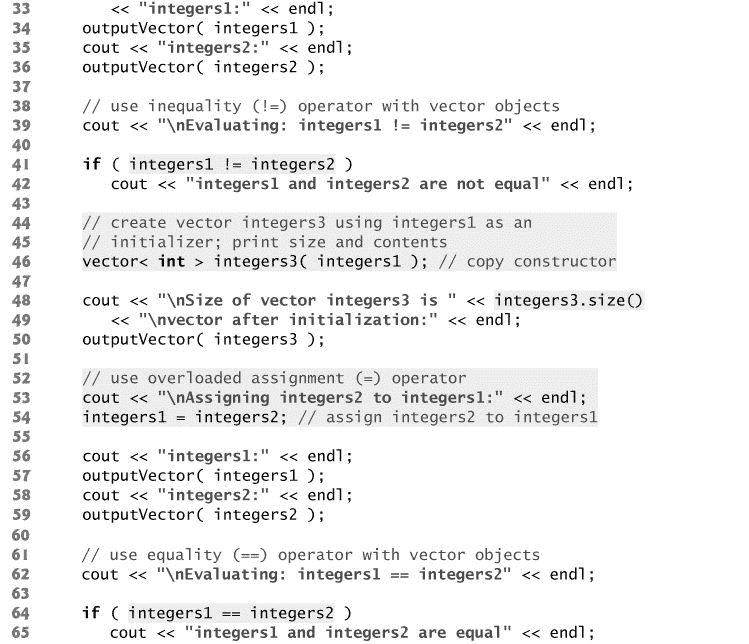 33 << "integers1:" << endl;
34 outputVector( integers1 );
35 cout << "integers2:" << endl;
36 outputVector( integers2 );
37
38 // use inequality (!=) operator with vector objects
39 cout << "\nEvaluating: integers1 != integers2" << endl;
40
41 if ( integers1 != integers2 )
42 cout << "integers1 and integers2 are not equal" << endl;
43
44 // create vector integers3 using integers1 as an
45 // initializer; print size and contents
46 vector< int > integers3( integers1 ); // copy constructor
47
48 cout << "\nSize of vector integers3 is " << integers3.size()
49 << "\nvector after initialization:" << endl;
50 outputVector( integers3 );
51
52 // use overloaded assignment (=) operator
53 cout << "\nAssigning integers2 to integers1:" << endl;
54 integers1 = integers2; // assign integers2 to integers1
55
56 cout << "integers1:" << endl;
57 outputVector( integers1 );
58 cout << "integers2:" << endl;
59 outputVector( integers2 );
60
61 // use equality (==) operator with vector objects
62 cout << "\nEvaluating: integers1 == integers2" << endl;
63
64 if ( integers1 == integers2 )
65 cout << "integers1 and integers2 are equal" << endl;